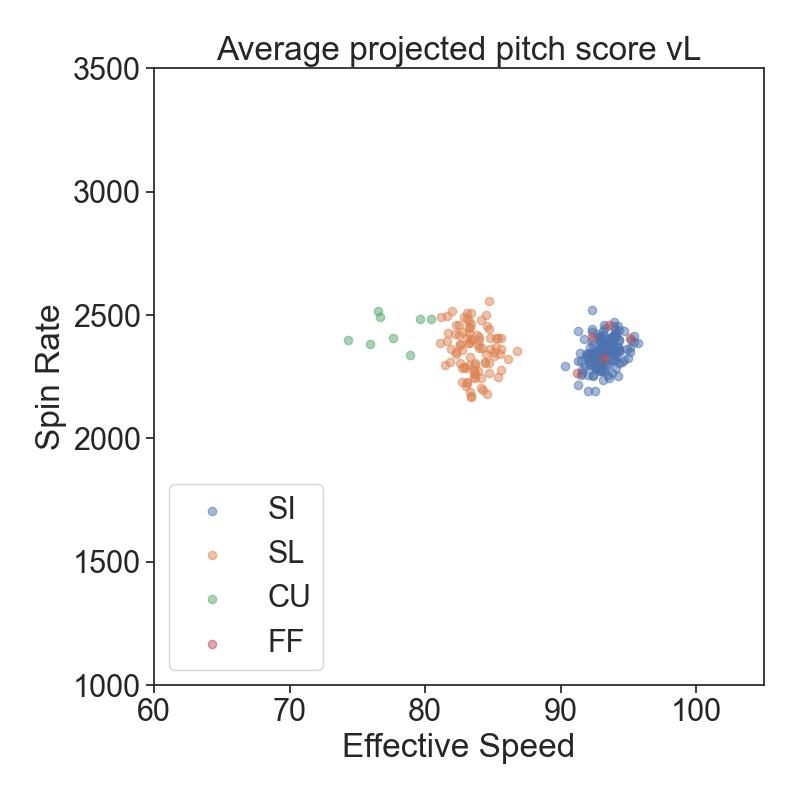 Average projected pitch score vL
3500
3000
2500
2000
1500
1000
Spin Rate
SI
SL
CU
FF
60 70 80 90 100
Effective Speed